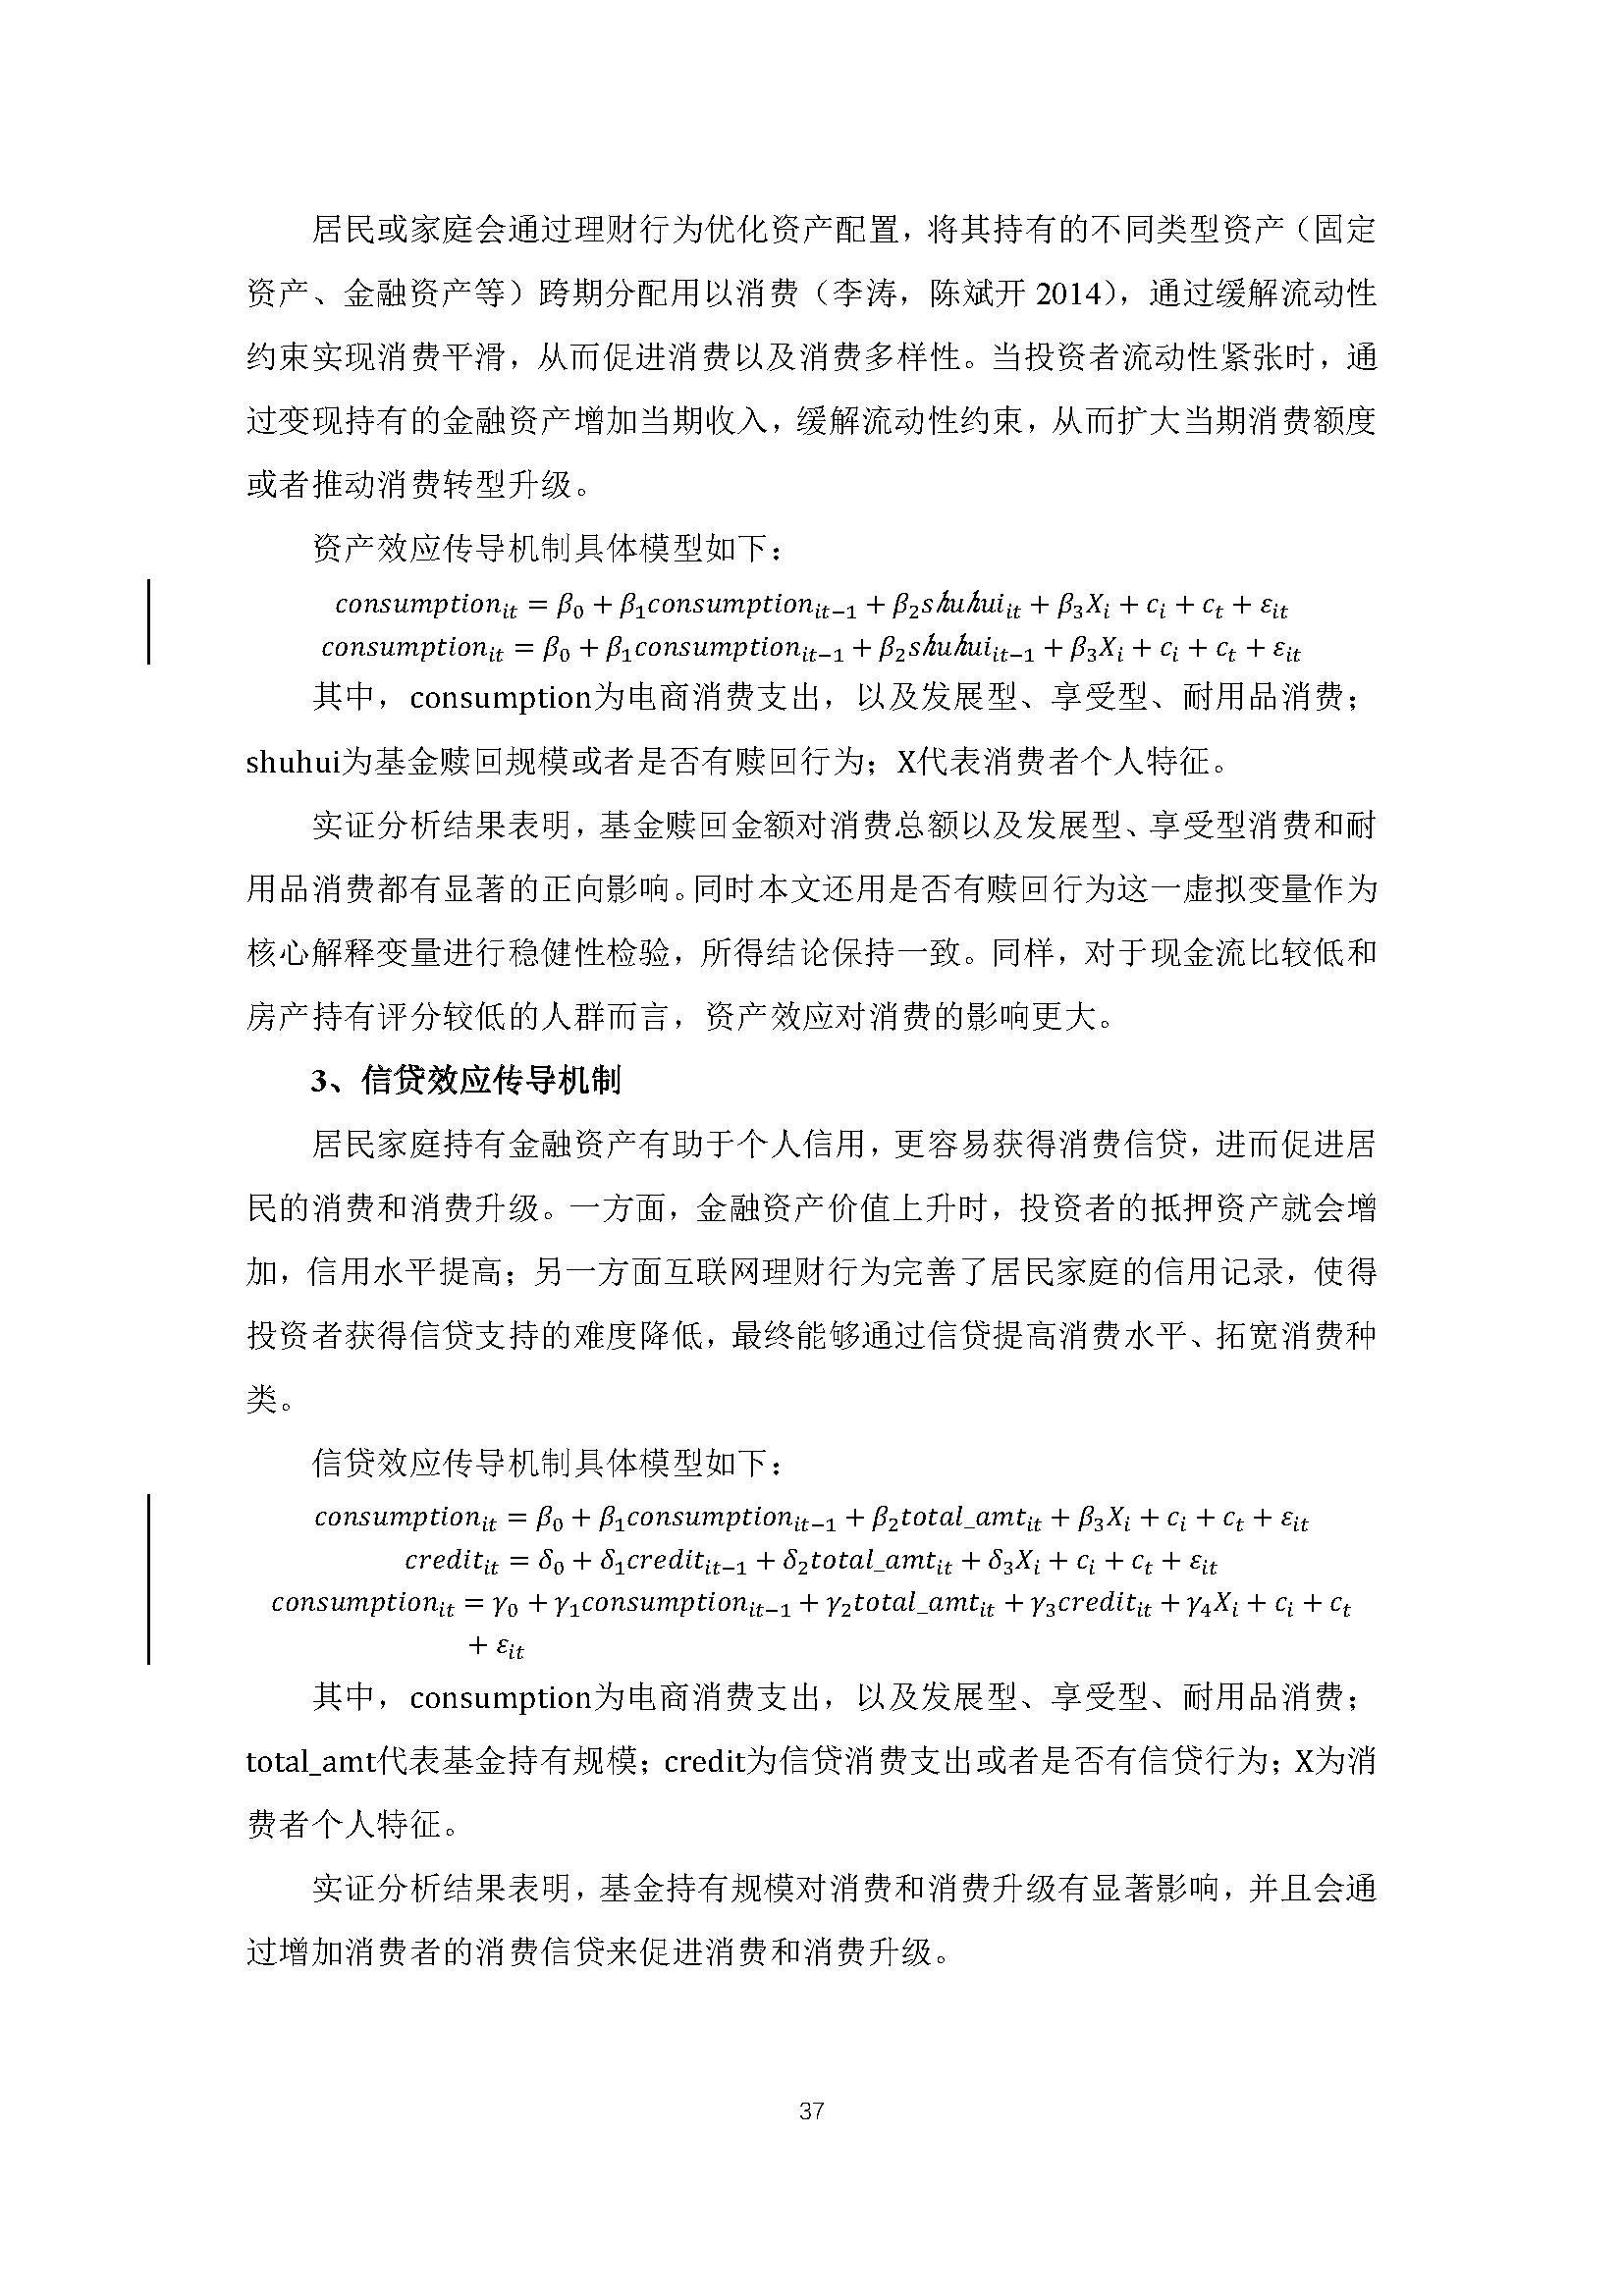 居民或家庭会通过理财行为优化资产配置，将其持有的不同类型资产（固定
资产、金融资产等）跨期分配用以消费（李涛，陈斌开 2014），通过缓解流动性
约束实现消费平滑，从而促进消费以及消费多样性。当投资者流动性紧张时，通
过变现持有的金融资产增加当期收入，缓解流动性约束，从而扩大当期消费额度
或者推动消费转型升级。
资产效应传导机制具体模型如下：
$consumption_{it} = \beta_0 + \beta_1 consumption_{it-1} + \beta_2 shuhui_{it} + \beta_3 X_i + c_i + c_t + \varepsilon_{it}$
$consumption_{it} = \beta_0 + \beta_1 consumption_{it-1} + \beta_2 shuhui_{it-1} + \beta_3 X_i + c_i + c_t + \varepsilon_{it}$
其中，consumption为电商消费支出，以及发展型、享受型、耐用品消费；
shuhui为基金赎回规模或者是否有赎回行为；X代表消费者个人特征。
实证分析结果表明，基金赎回金额对消费总额以及发展型、享受型消费和耐
用品消费都有显著的正向影响。同时本文还用是否有赎回行为这一虚拟变量作为
核心解释变量进行稳健性检验，所得结论保持一致。同样，对于现金流比较低和
房产持有评分较低的人群而言，资产效应对消费的影响更大。
3、信贷效应传导机制
居民家庭持有金融资产有助于个人信用，更容易获得消费信贷，进而促进居
民的消费和消费升级。一方面，金融资产价值上升时，投资者的抵押资产就会增
加，信用水平提高；另一方面互联网理财行为完善了居民家庭的信用记录，使得
投资者获得信贷支持的难度降低，最终能够通过信贷提高消费水平、拓宽消费种
类。
信贷效应传导机制具体模型如下：
$consumption_{it} = \beta_0 + \beta_1 consumption_{it-1} + \beta_2 total\_amt_{it} + \beta_3 X_i + c_i + c_t + \varepsilon_{it}$
$credit_{it} = \delta_0 + \delta_1 credit_{it-1} + \delta_2 total\_amt_{it} + \delta_3 X_i + c_i + c_t + \varepsilon_{it}$
$consumption_{it} = \gamma_0 + \gamma_1 consumption_{it-1} + \gamma_2 total\_amt_{it} + \gamma_3 credit_{it} + \gamma_4 X_i + c_i + c_t$
$+ \varepsilon_{it}$
其中，consumption为电商消费支出，以及发展型、享受型、耐用品消费；
total_amt代表基金持有规模；credit为信贷消费支出或者是否有信贷行为；X为消
费者个人特征。
实证分析结果表明，基金持有规模对消费和消费升级有显著影响，并且会通
过增加消费者的消费信贷来促进消费和消费升级。
37